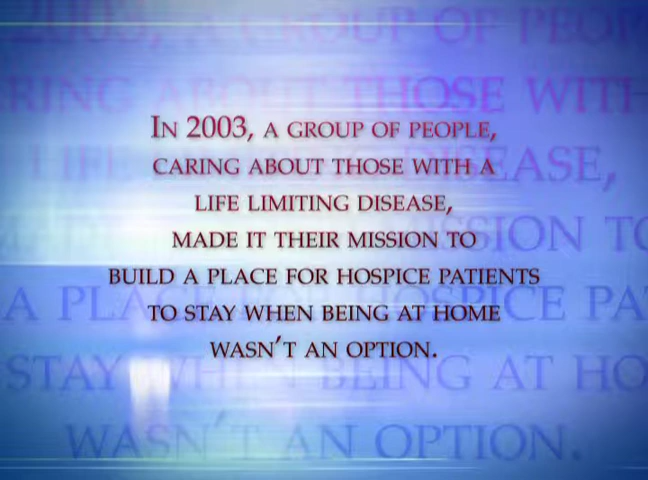 In 2003, a group of people,
caring about those with a
life limiting disease,
made it their mission to
build a place for hospice patients
to stay when being at home
wasn't an option.